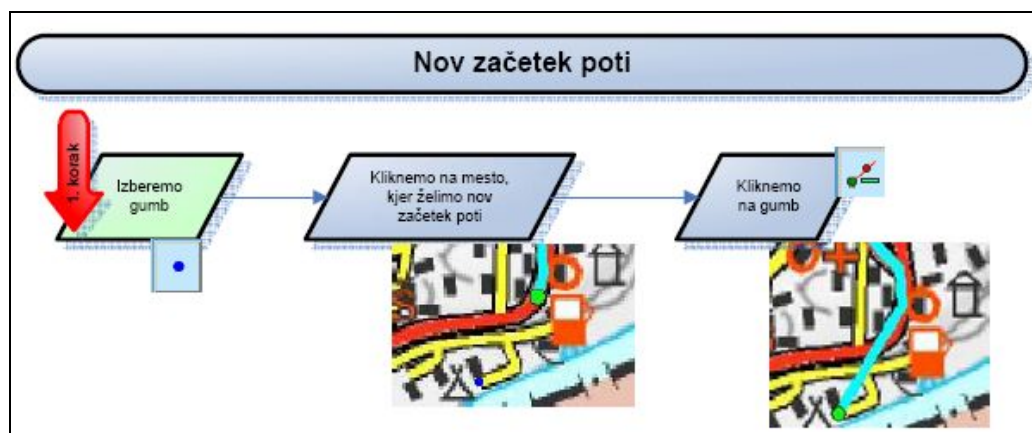 Nov začetek poti
1. korak
Izberemo
gumb
Kliknemo na mesto,
kjer želimo nov
začetek poti
Kliknemo
na gumb